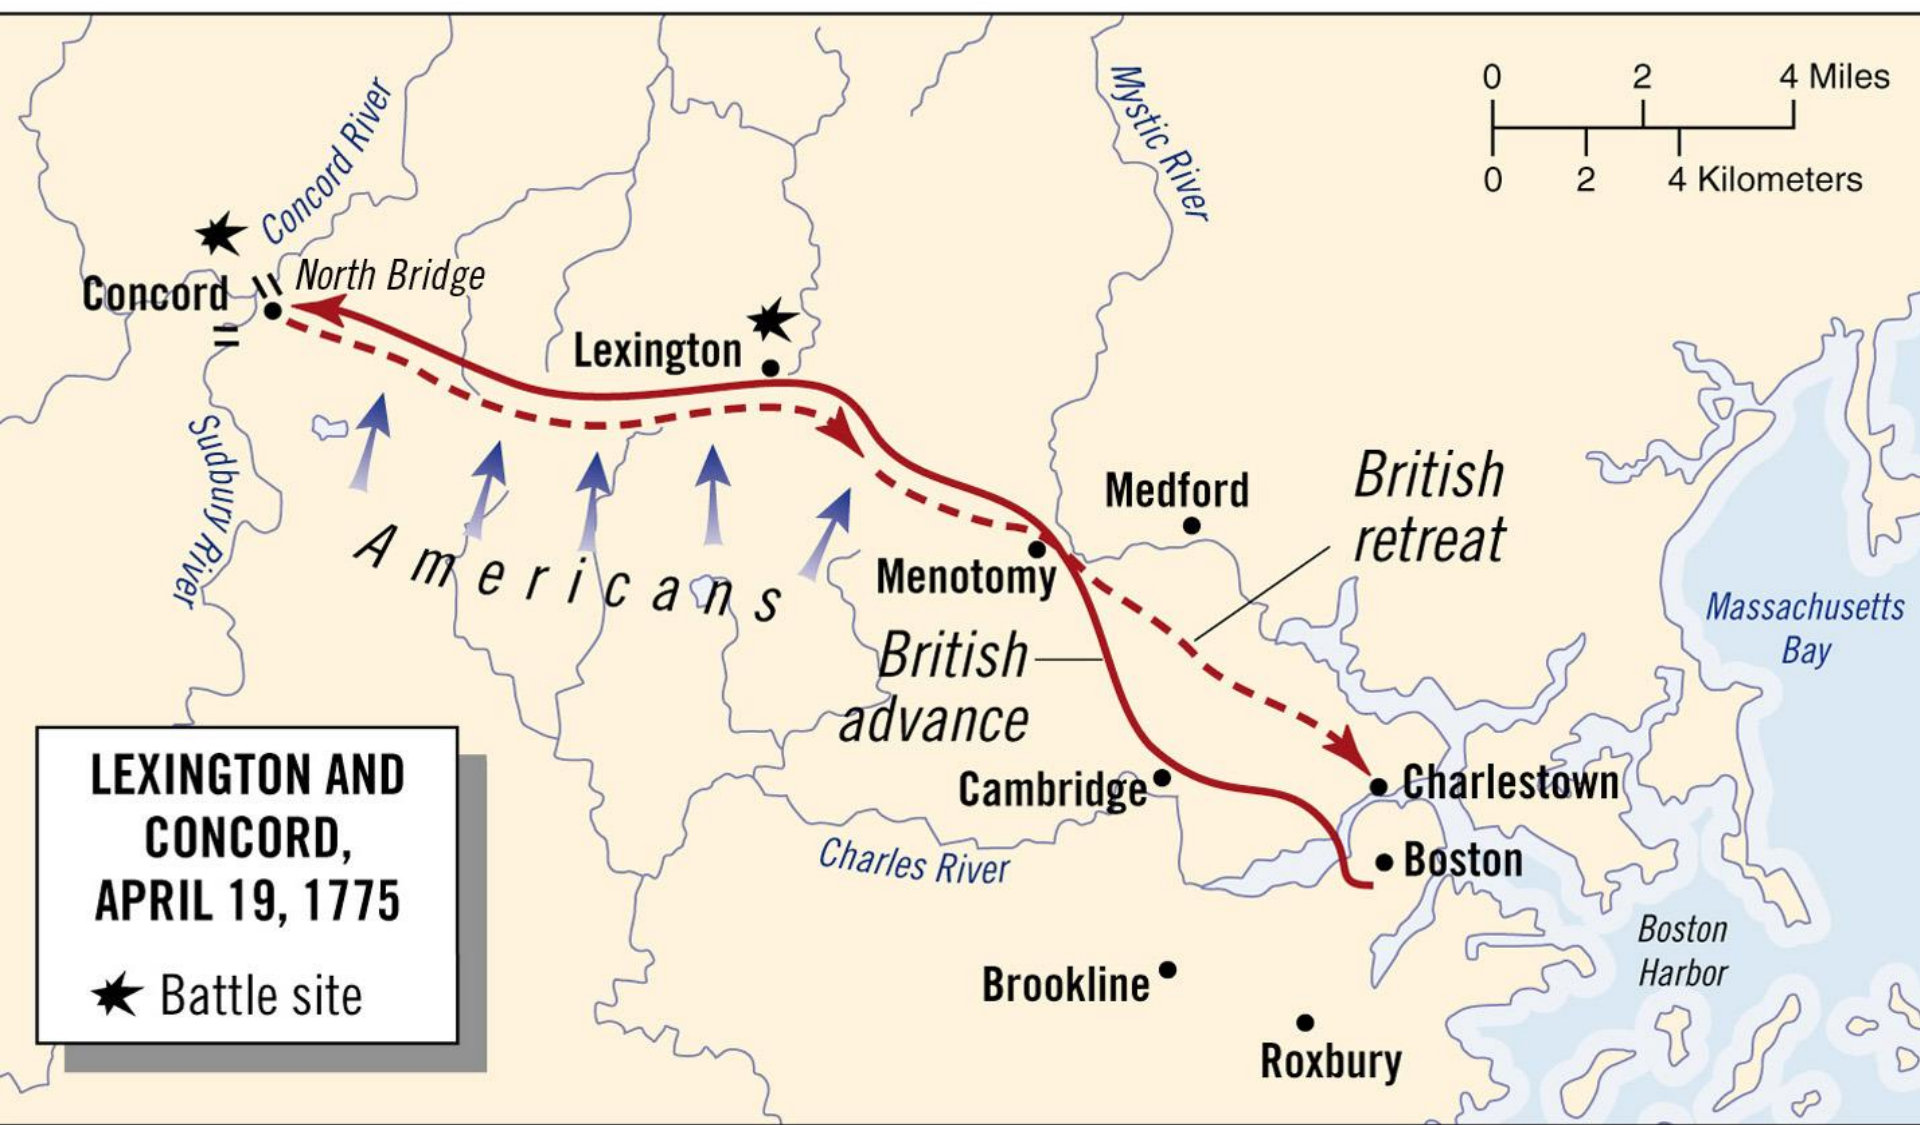 0 2 4 Miles
0 2 4 Kilometers
Mystic River
Concord River
Concord
North Bridge
Lexington
Sudbury River
Americans
Medford
Menotomy
British
retreat
British
advance
Massachusetts
Bay
Cambridge
Charlestown
Charles River
Boston
Boston
Harbor
Brookline
Roxbury
LEXINGTON AND
CONCORD,
APRIL 19, 1775
Battle site